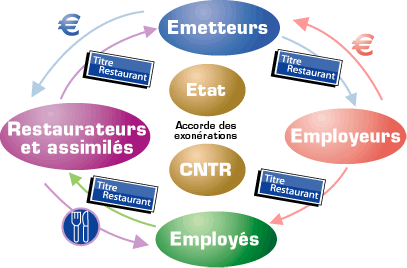 €
Emetteurs
€
Titre
Restaurant
Titre
Restaurant
Etat
Restaurateurs
et assimilés
Accorde des
exonérations
Employeurs
CNTR
Titre
Restaurant
Titre
Restaurant
Employés